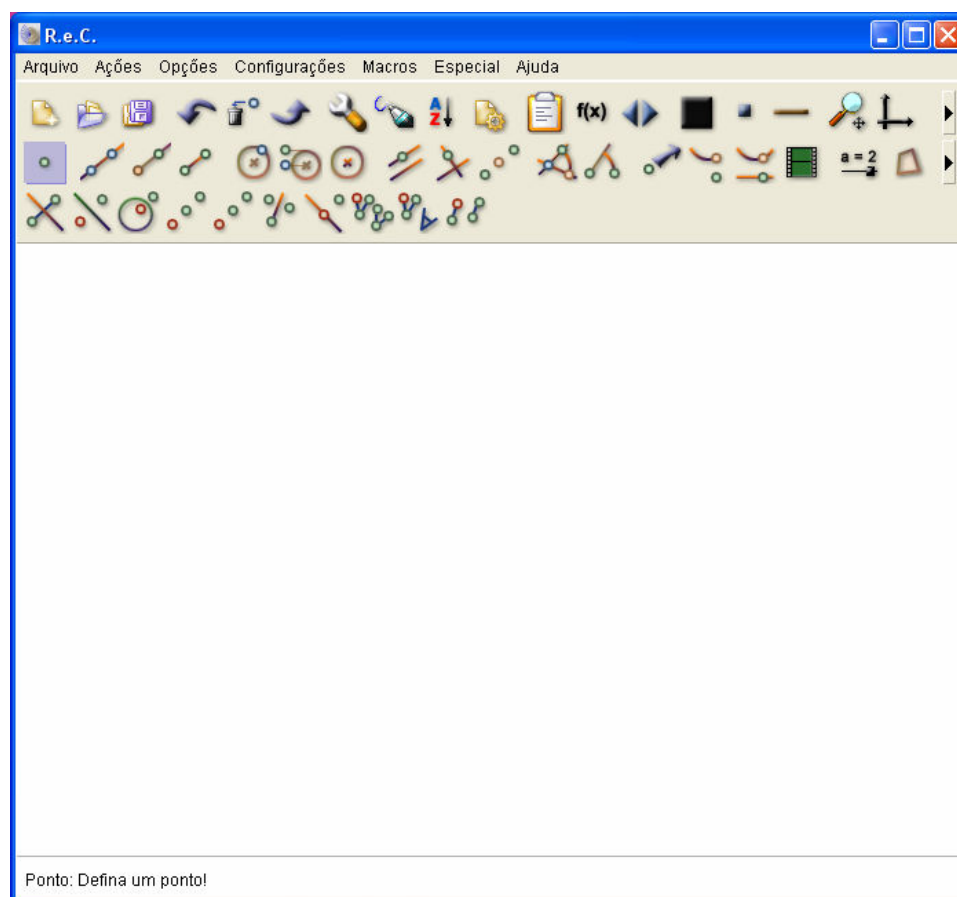 R.e.C.
Arquivo Ações Opções Configurações Macros Especial Ajuda
A Z f(x)
a = 2
Ponto: Defina um ponto!